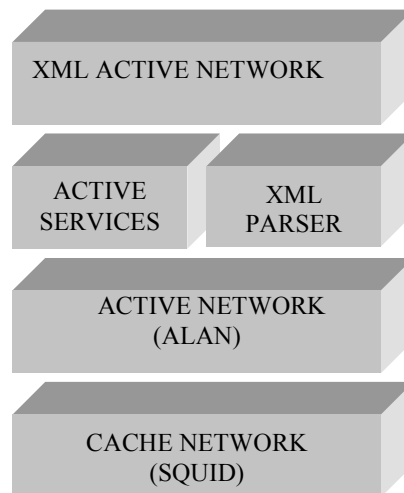 XML ACTIVE NETWORK
ACTIVE
SERVICES
XML
PARSER
ACTIVE NETWORK
(ALAN)
CACHE NETWORK
(SQUID)